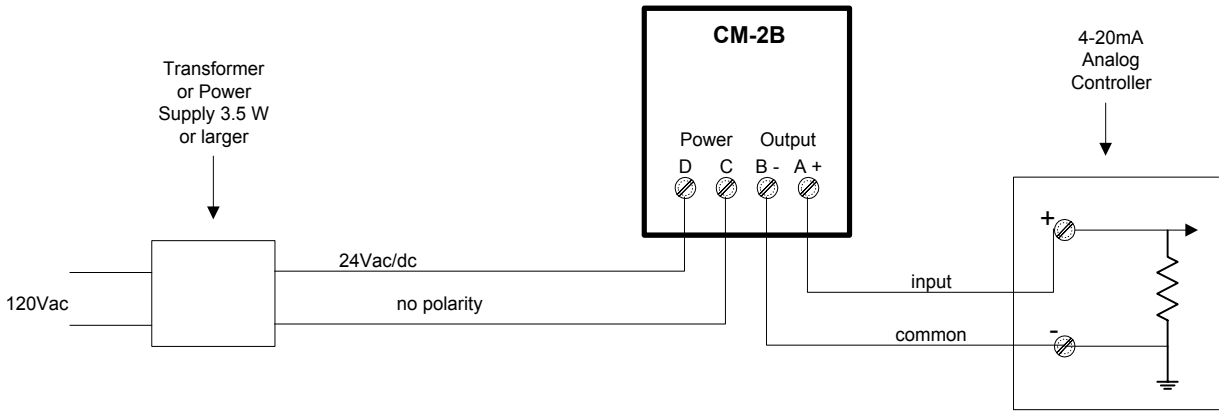 CM-2B
4-20mA
Analog
Controller
Transformer
or Power
Supply 3.5 W
or larger
Power Output
D C B - A +
+
24Vac/dc
input
120Vac
no polarity
common
-